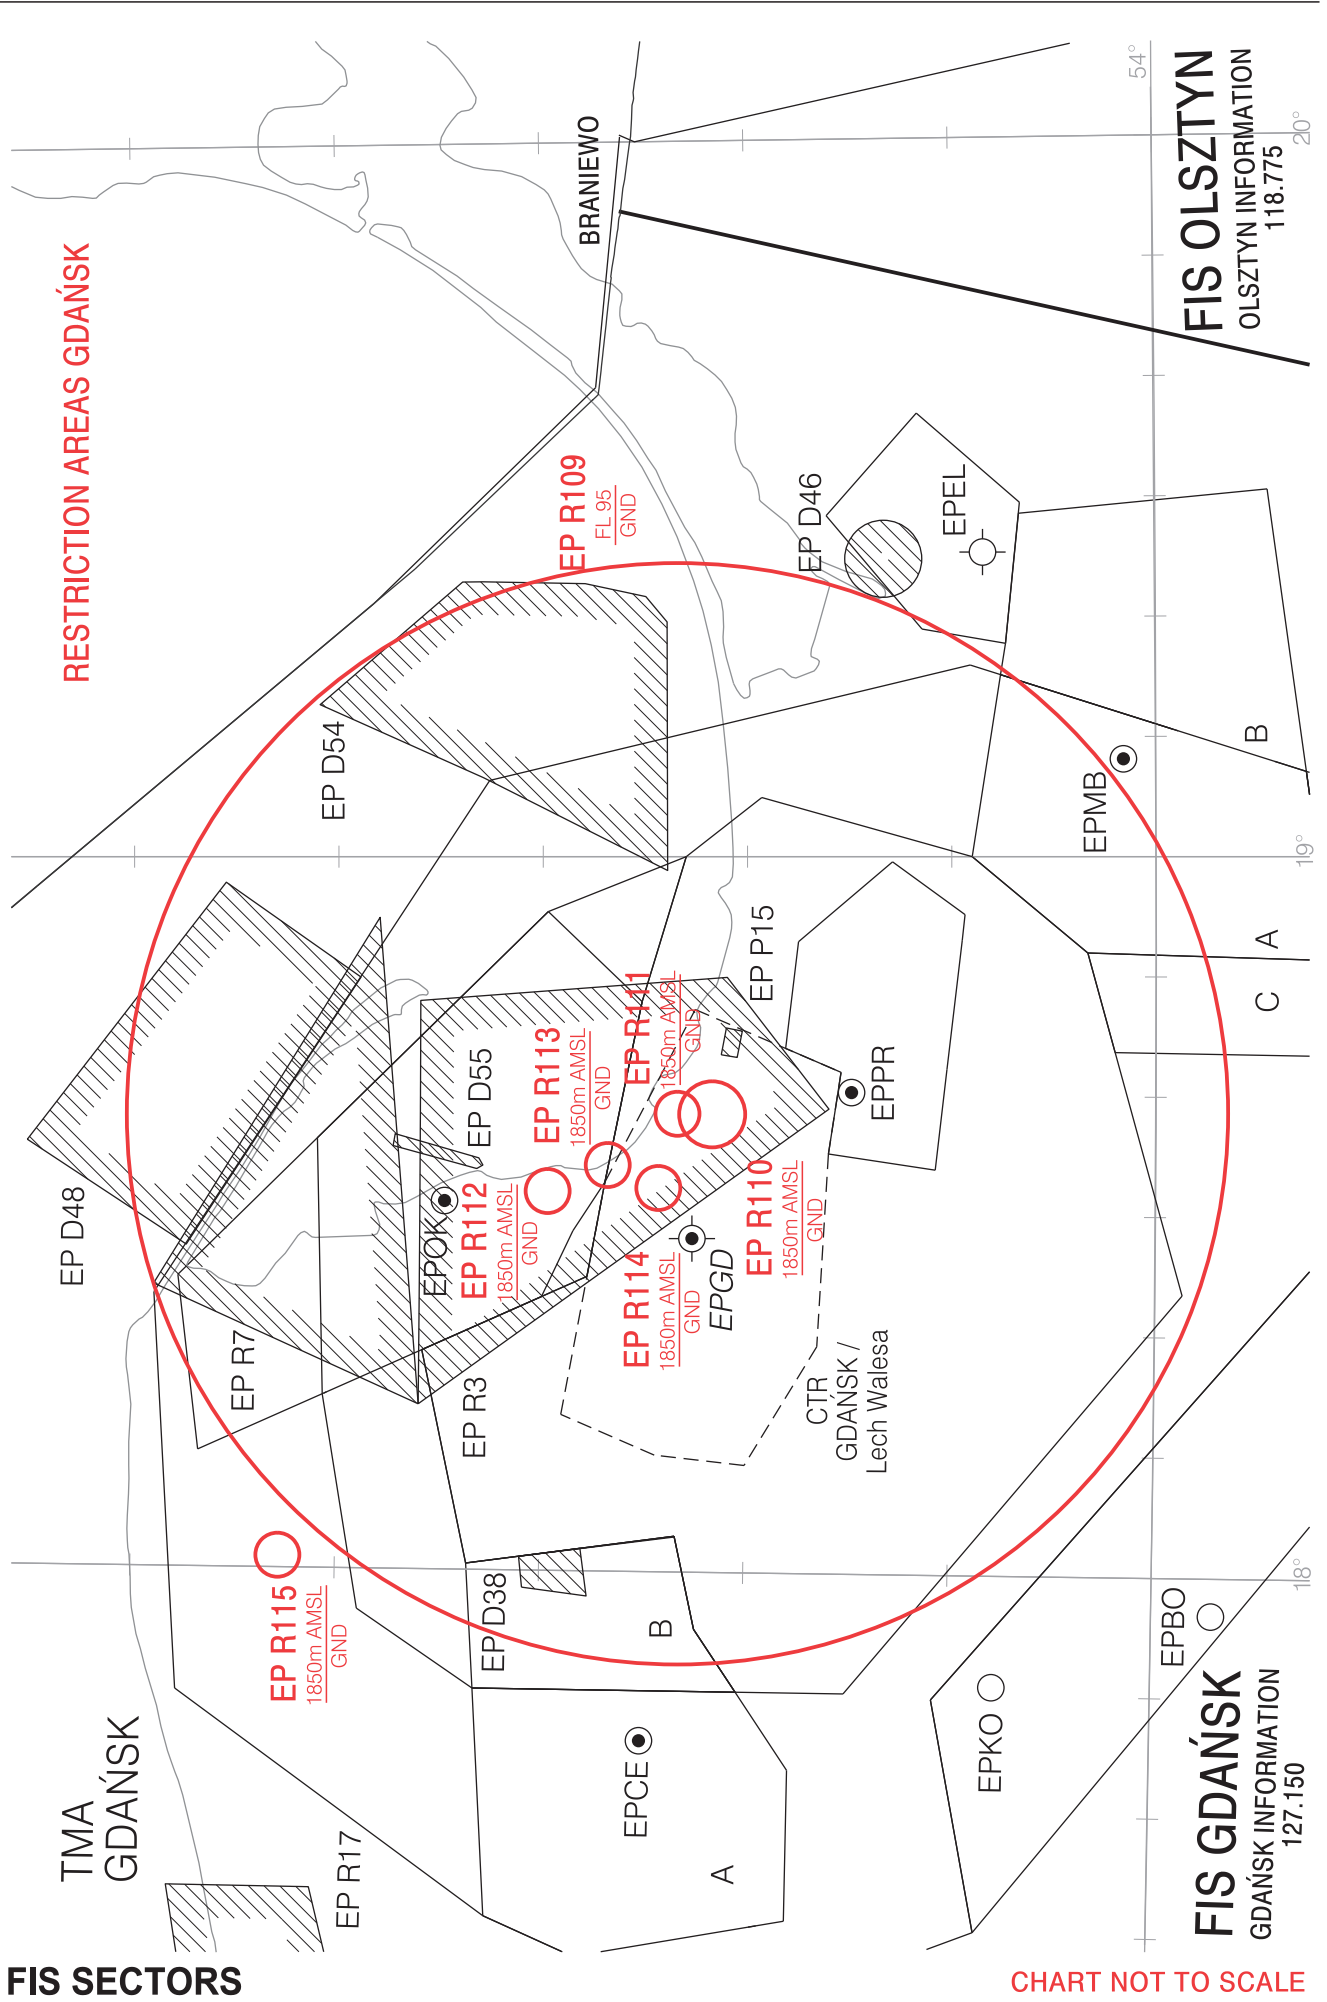 RESTRICTION AREAS GDAŃSK
54°
FIS OLSZTYN
OLSZTYN INFORMATION
118.775
20°
BRANIEWO
EP R109
FL 95
GND
EP D46
EPEL
EP D54
B
EPMB
19°
EP P15
A
C
EP D48
EP D55
EP R113
1850m AMSL
GND
EP R111
1850m AMSL
GND
EPPR
EPOK
EP R112
1850m AMSL
GND
EP R110
1850m AMSL
GND
EP R114
1850m AMSL
GND
EPGD
EP R7
EP R3
CTR
GDAŃSK /
Lech Walesa
EP R115
1850m AMSL
GND
EP D38
B
18°
EPBO
EPKO
EPCE
A
TMA
GDAŃSK
EP R17
FIS GDAŃSK
GDAŃSK INFORMATION
127.150
FIS SECTORS
CHART NOT TO SCALE